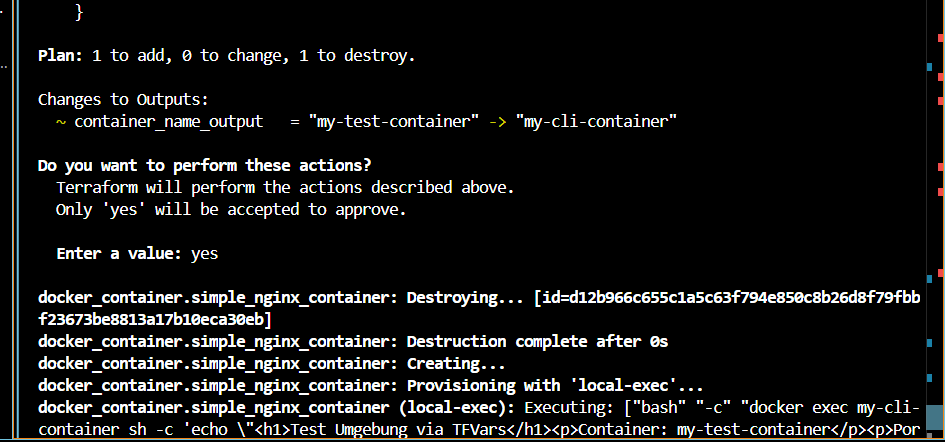 }
Plan: 1 to add, 0 to change, 1 to destroy.
Changes to Outputs:
~ container_name_output   = "my-test-container" -> "my-cli-container"
Do you want to perform these actions?
Terraform will perform the actions described above.
Only 'yes' will be accepted to approve.
Enter a value: yes
docker_container.simple_nginx_container: Destroying... [id=d12b966c655c1a5c63f794e850c8b26d8f79fbb
f23673be8813a17b10eca30eb]
docker_container.simple_nginx_container: Destruction complete after 0s
docker_container.simple_nginx_container: Creating...
docker_container.simple_nginx_container: Provisioning with 'local-exec'...
docker_container.simple_nginx_container (local-exec): Executing: ["bash" "-c" "docker exec my-cli-
container sh -c 'echo \"<h1>Test Umgebung via TFVars</h1><p>Container: my-test-container</p><p>Por